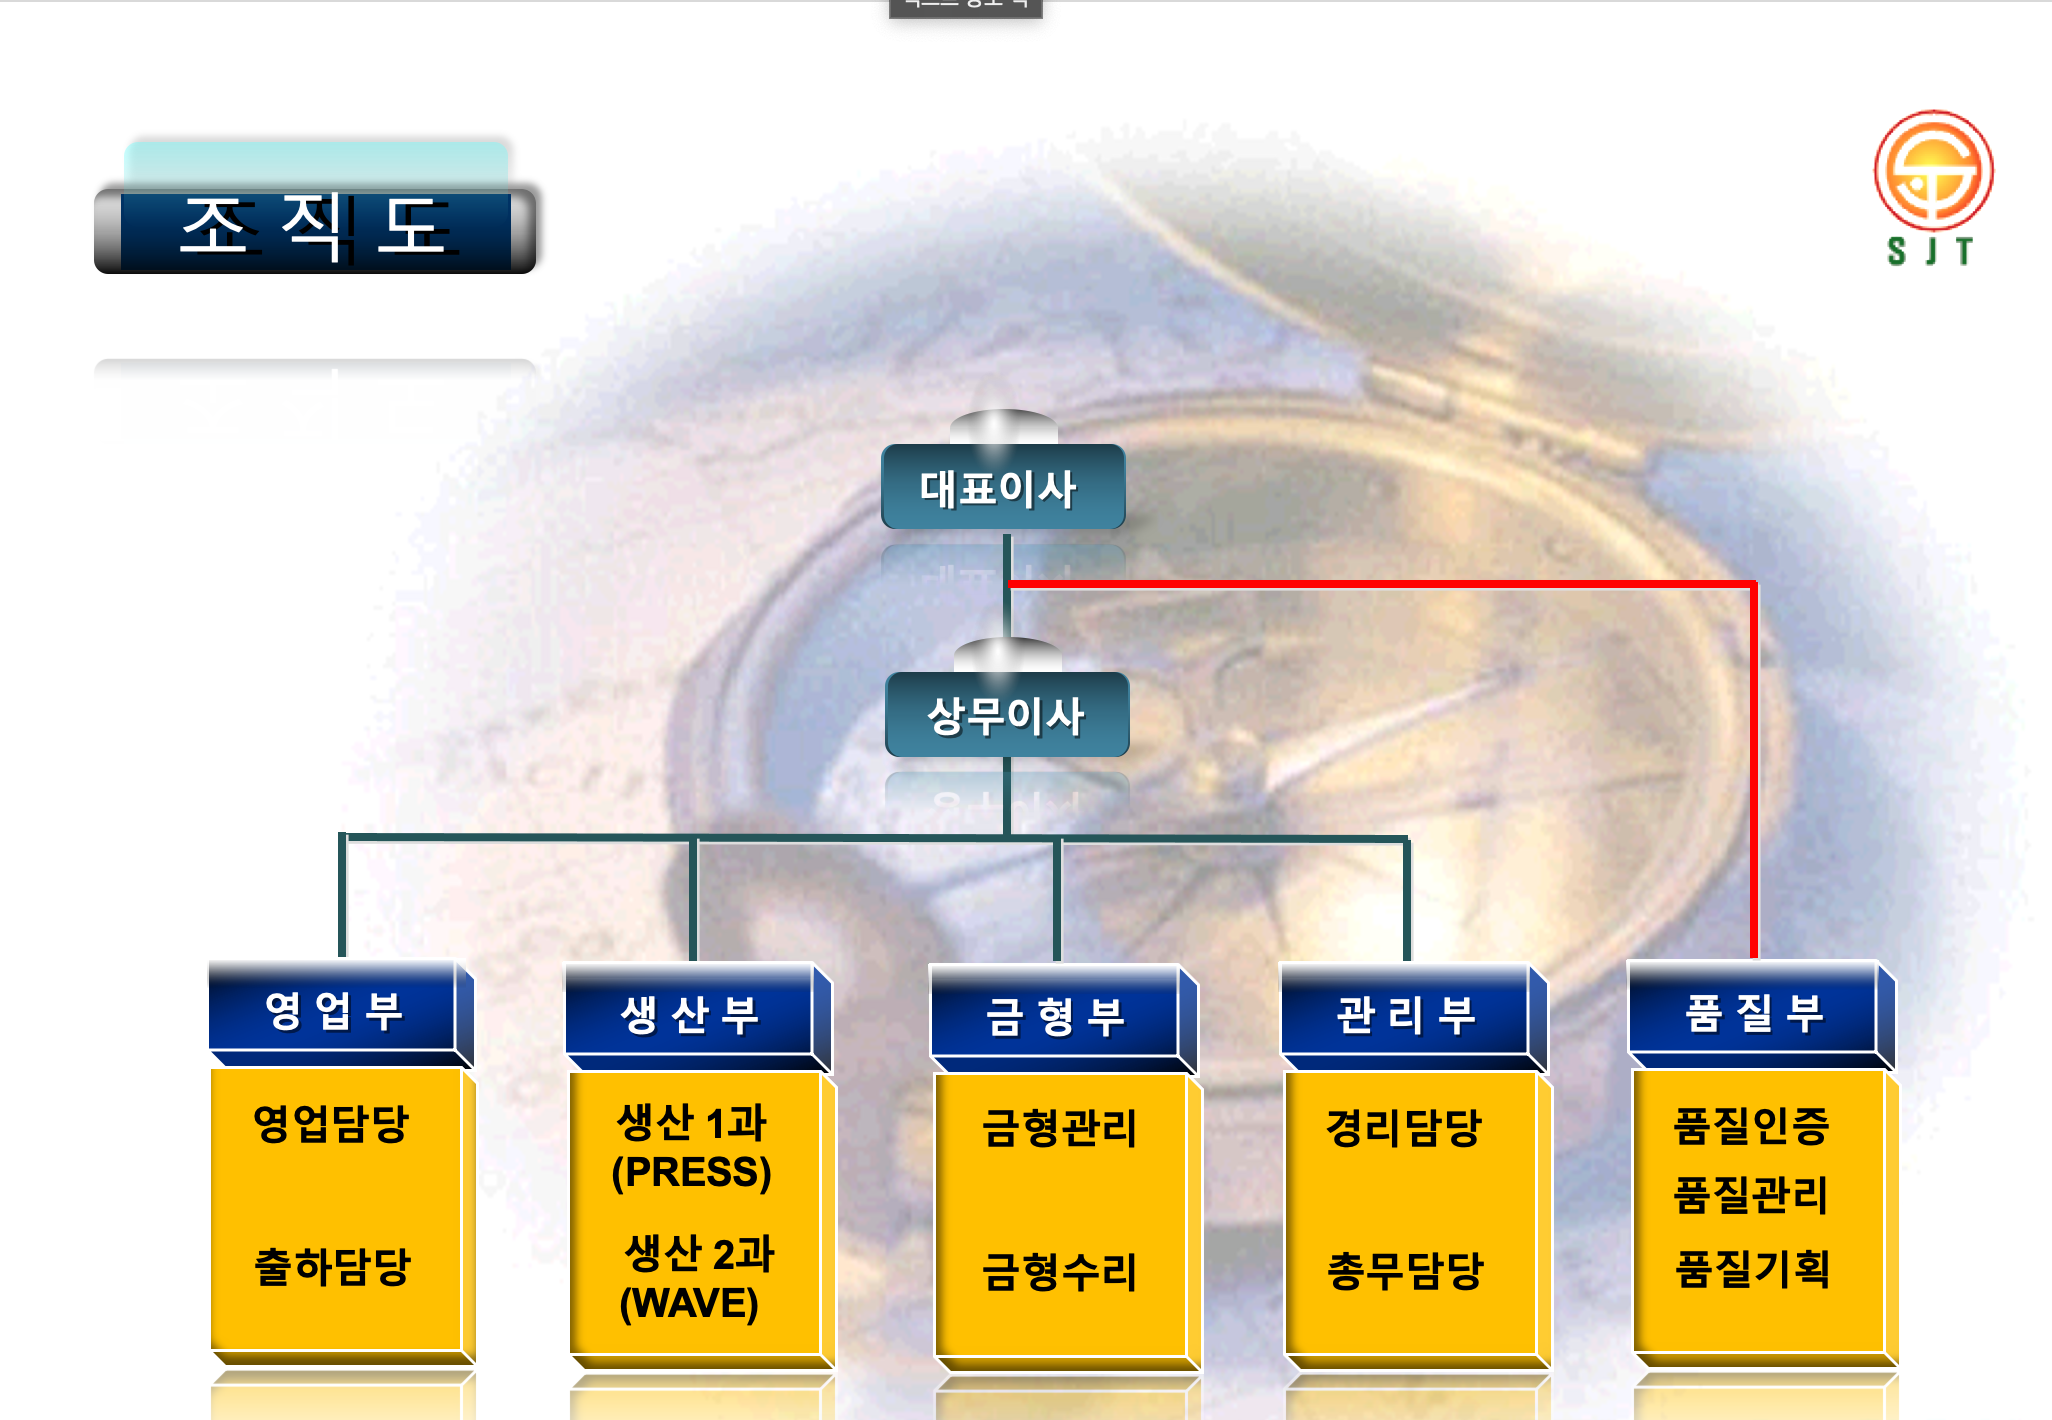 조 직 도
S J T
대표이사
상무이사
영 업 부
영업담당
출하담당
생 산 부
생산 1과
(PRESS)
생산 2과
(WAVE)
금 형 부
금형관리
금형수리
관 리 부
경리담당
총무담당
품 질 부
품질인증
품질관리
품질기획